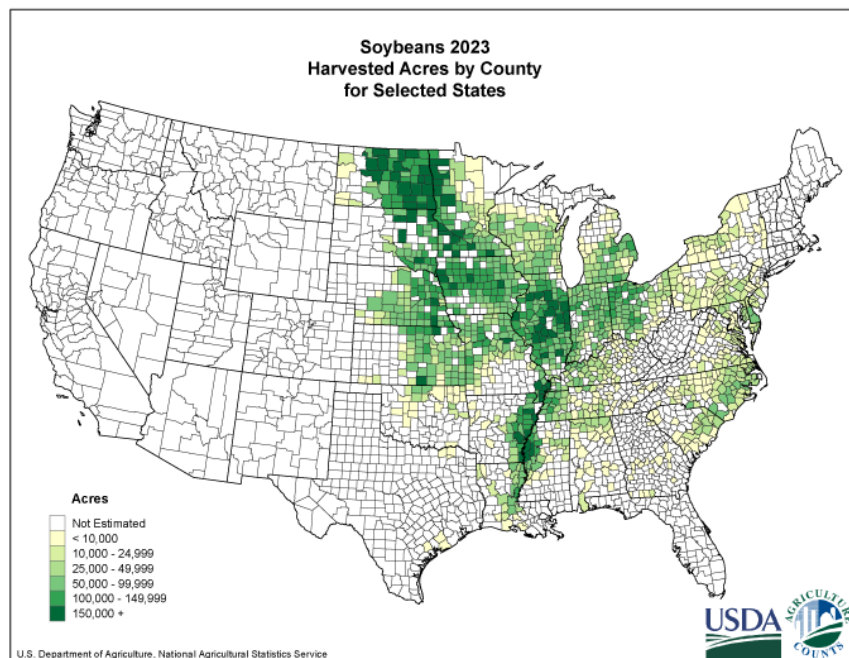 Soybeans 2023
Harvested Acres by County
for Selected States
Acres
Not Estimated
< 10,000
10,000 - 24,999
25,000 - 49,999
50,000 - 99,999
100,000 - 149,999
150,000 +
USDA
AGRICULTURE
COUNTS
U.S. Department of Agriculture, National Agricultural Statistics Service